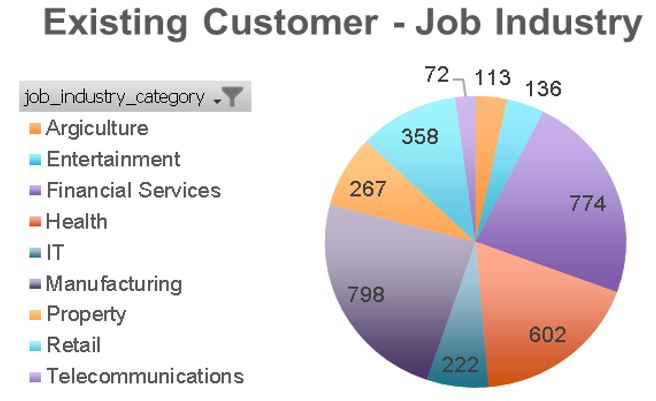 Existing Customer - Job Industry
job_industry_category
Argiculture
Entertainment
Financial Services
Health
IT
Manufacturing
Property
Retail
Telecommunications
72
113
136
358
774
267
798
602
222